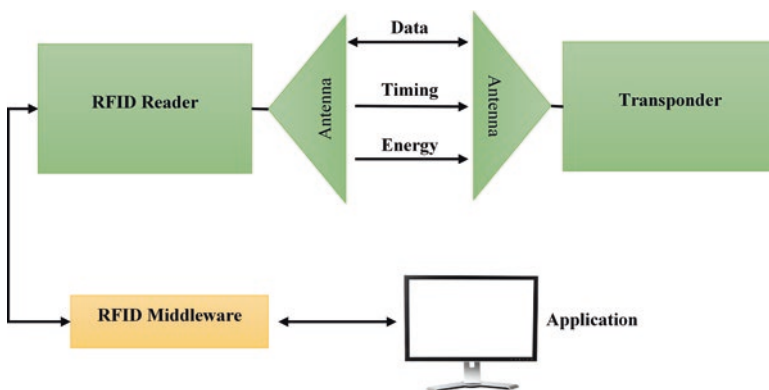 Data
RFID Reader
Antenna
Timing
Antenna
Transponder
Energy
RFID Middleware
Application